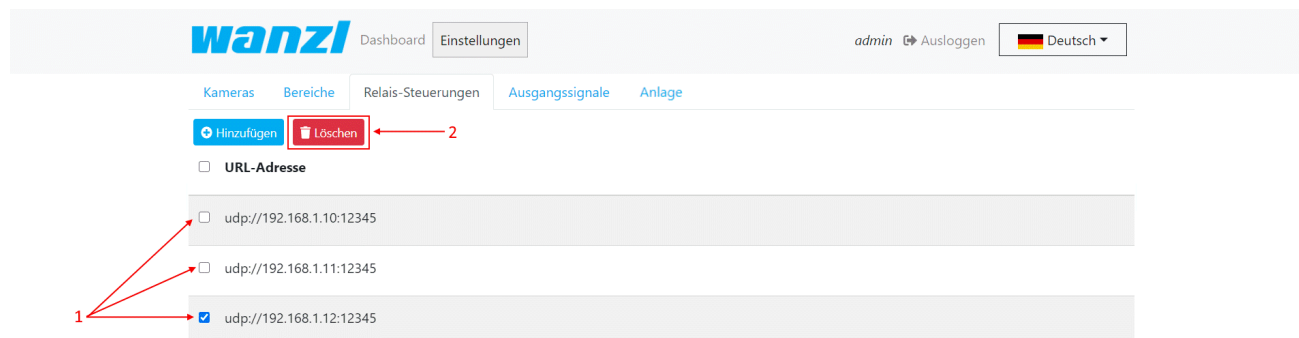 wanzl Dashboard Einstellungen admin Ausloggen Deutsch
Kameras Bereiche Relais-Steuerungen Ausgangssignale Anlage
Hinzufügen Löschen 2
URL-Adresse
udp://192.168.1.10:12345
udp://192.168.1.11:12345
1 udp://192.168.1.12:12345